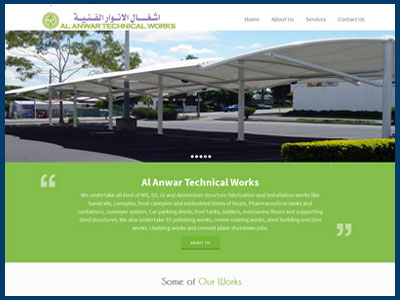 اشغال الانوار الفنية
AL ANWAR TECHNICAL WORKS
Home About Us Services Contact Us
Al Anwar Technical Works
We undertake all kind of MS, SS, GI and Aluminium structure fabrication and installation works like
handrails, canopies, boat canopies and embedded items of boats, Pharmaceutical tanks and
containers, conveyer system, Car parking sheds, Fuel tanks, ladders, mezzanine floors and supporting
steel structures. We also undertake SS polishing works, crome coating works, steel building erection
works, cladding works and cement plant shutdown jobs.
ABOUT US
Some of Our Works